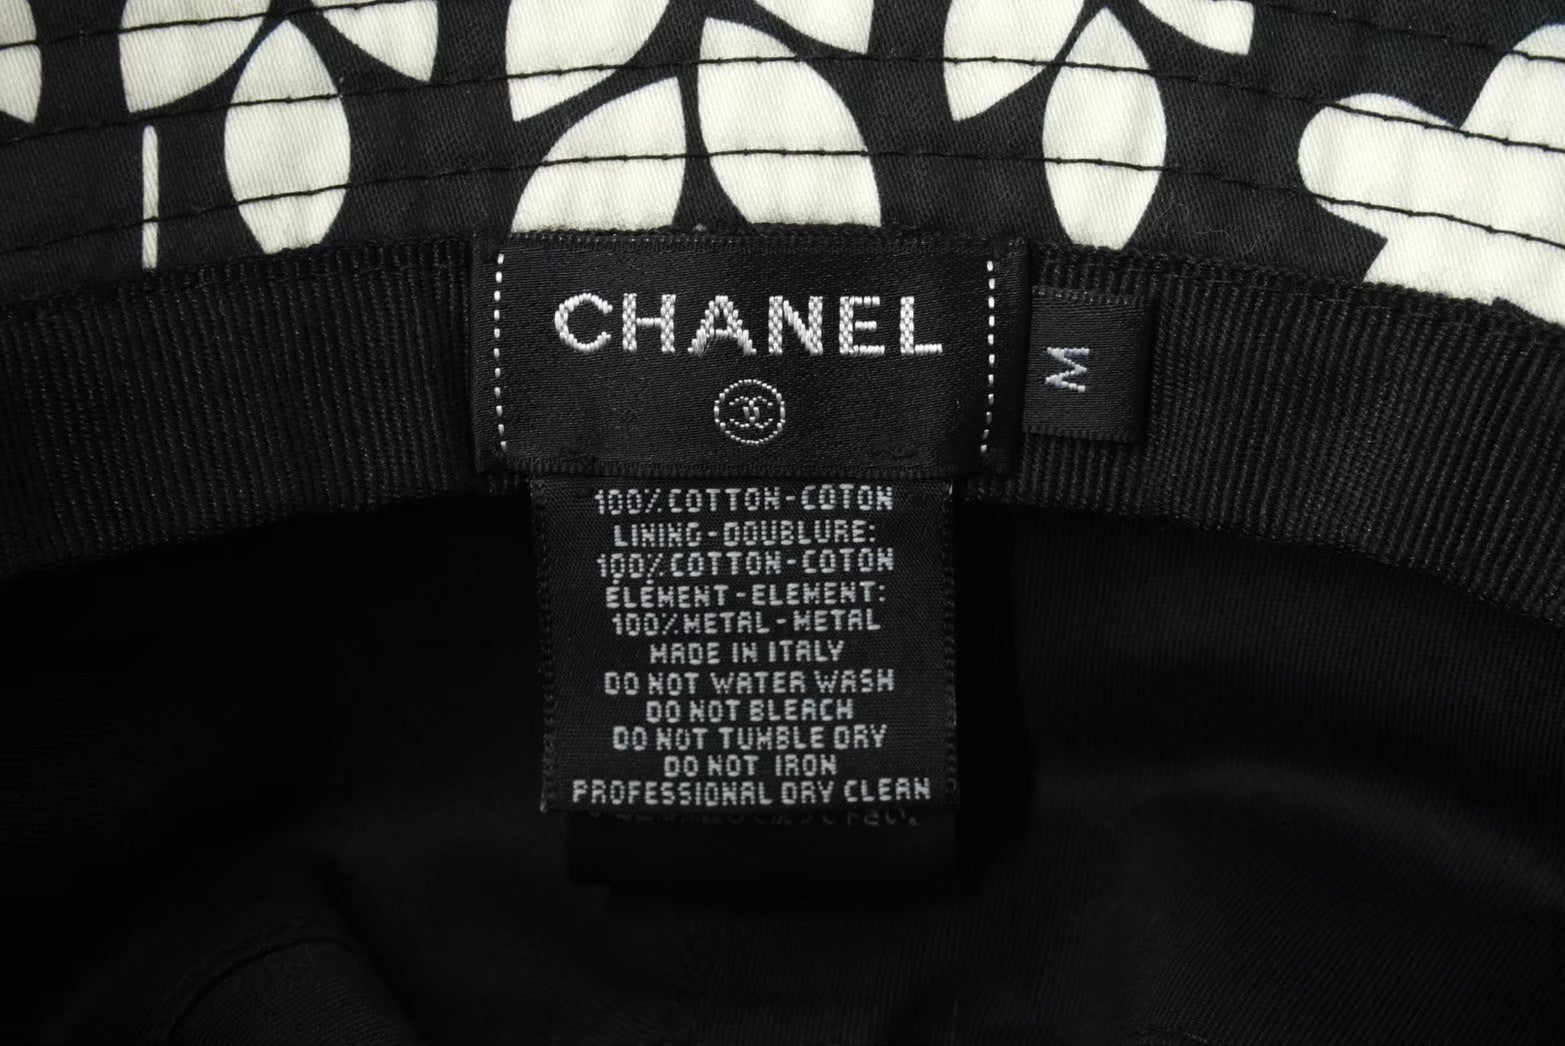 CHANEL
M
100% COTTON-COTON
LINING-DOUBLURE:
100% COTTON-COTON
ÉLÉMENT-ELEMENT:
100% METAL-METAL
MADE IN ITALY
DO NOT WATER WASH
DO NOT BLEACH
DO NOT TUMBLE DRY
DO NOT IRON
PROFESSIONAL DRY CLEAN